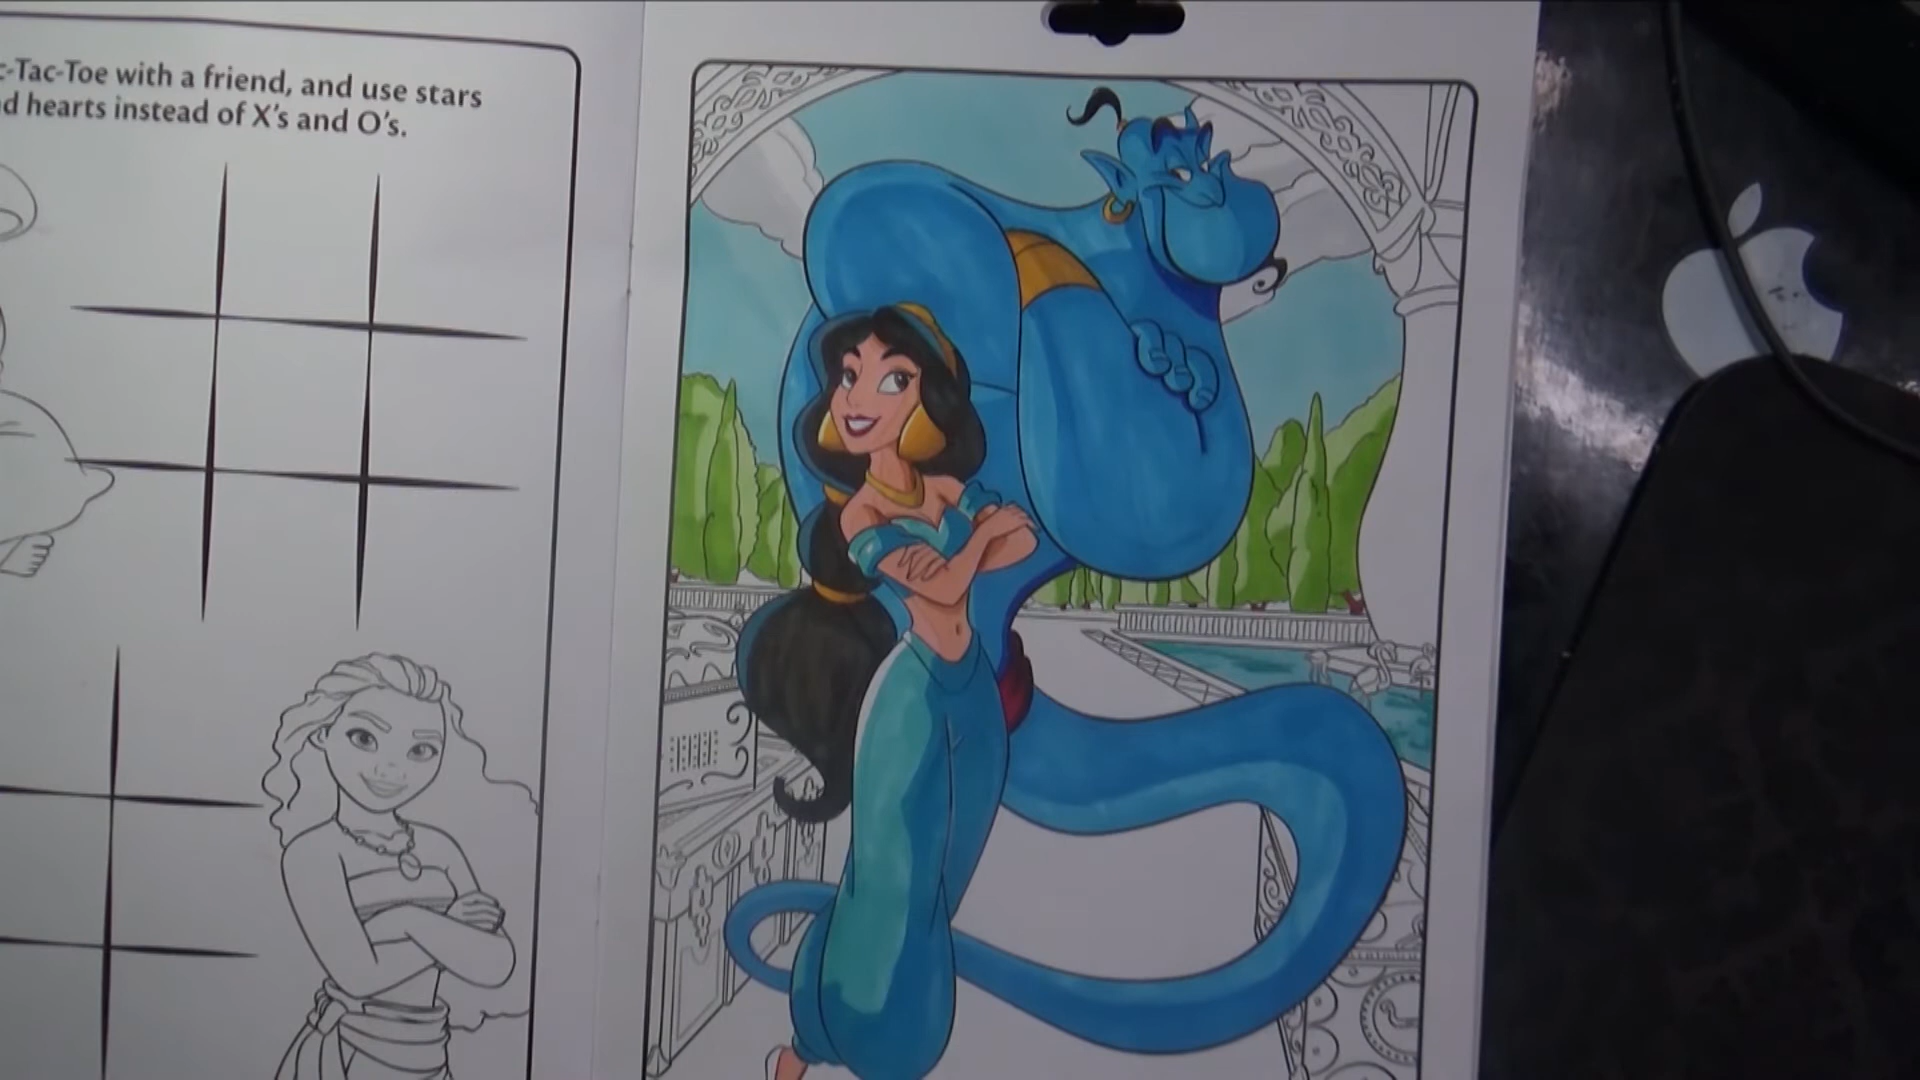 -Tac-Toe with a friend, and use stars
hearts instead of X's and O's.